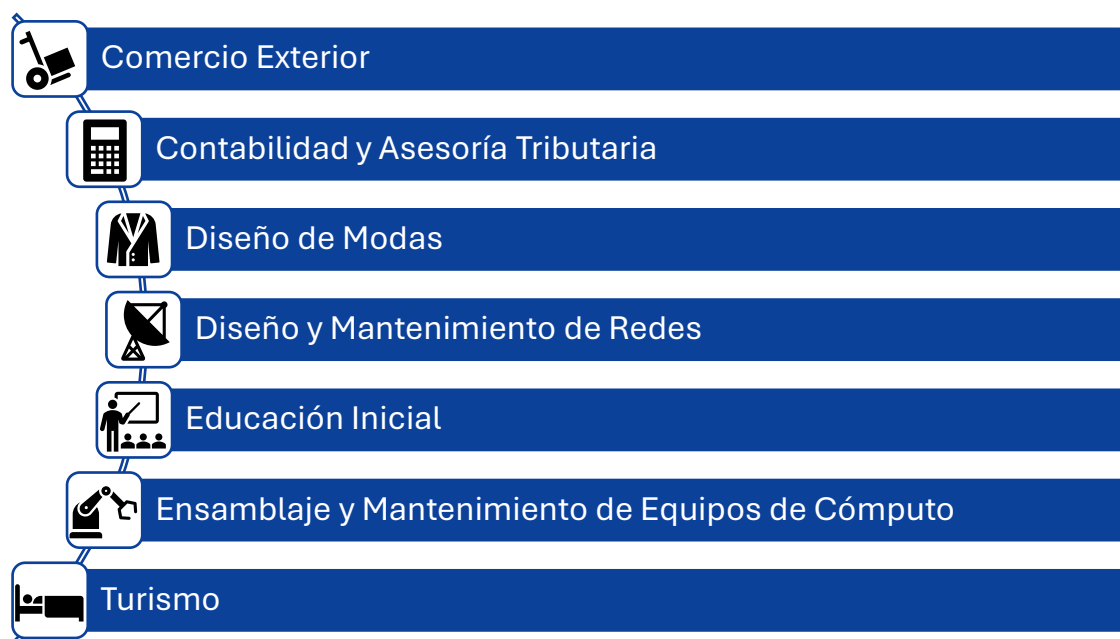 Comercio Exterior
Contabilidad y Asesoría Tributaria
Diseño de Modas
Diseño y Mantenimiento de Redes
Educación Inicial
Ensamblaje y Mantenimiento de Equipos de Cómputo
Turismo